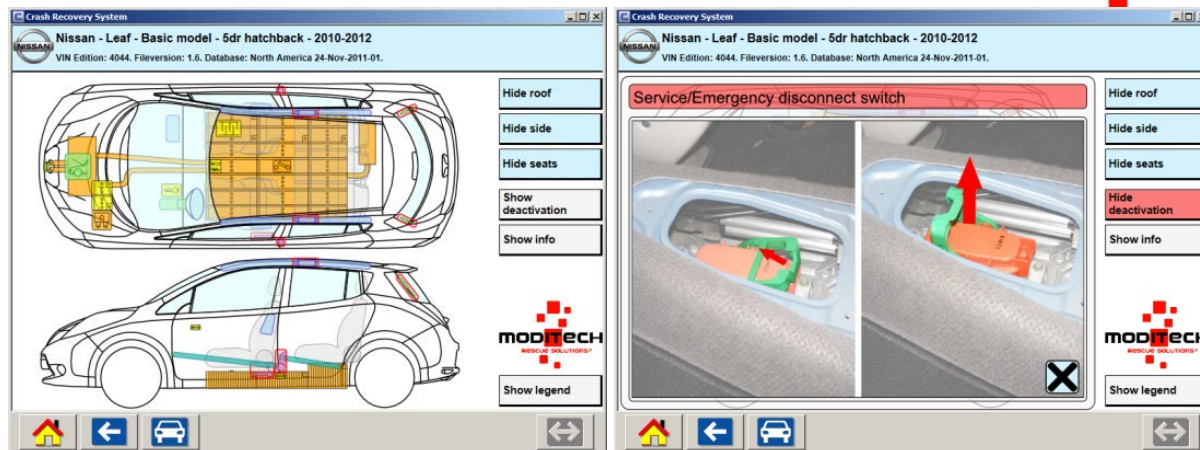 Crash Recovery System
NISSAN
Nissan - Leaf - Basic model - 5dr hatchback - 2010-2012
VIN Edition: 4044. Fileversion: 1.6. Database: North America 24-Nov-2011-01.
Hide roof
Hide side
Hide seats
Show
deactivation
Show info
MODITECH
RESCUE SOLUTIONS
Show legend
Crash Recovery System
NISSAN
Nissan - Leaf - Basic model - 5dr hatchback - 2010-2012
VIN Edition: 4044. Fileversion: 1.6. Database: North America 24-Nov-2011-01.
Service/Emergency disconnect switch
Hide roof
Hide side
Hide seats
Hide
deactivation
Show info
MODITECH
RESCUE SOLUTIONS
Show legend